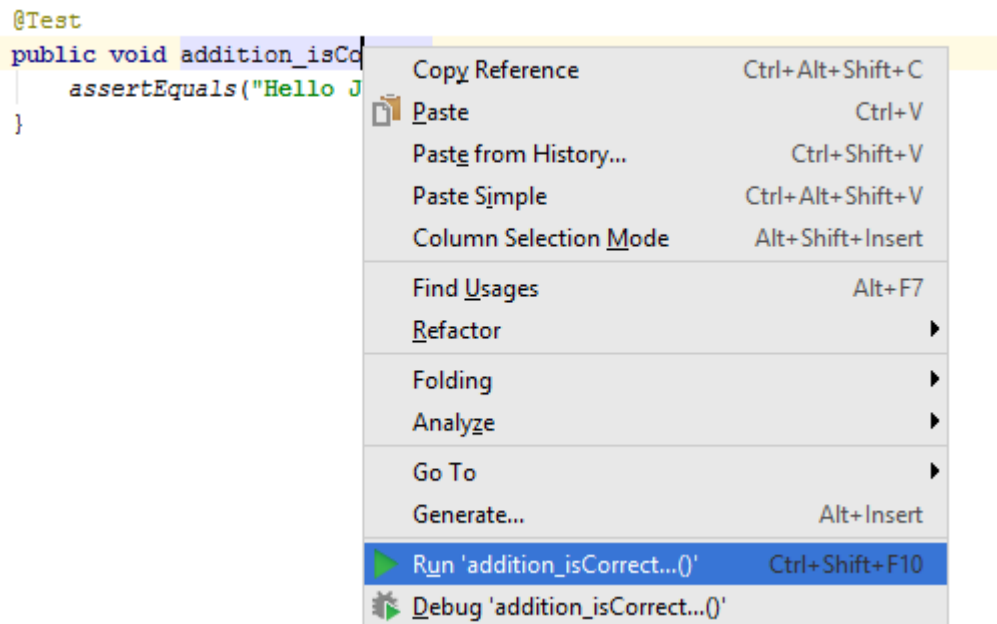 @Test
public void addition_isCo
assertEquals("Hello J
}
Copy Reference Ctrl+Alt+Shift+C
Paste Ctrl+V
Paste from History... Ctrl+Shift+V
Paste Simple Ctrl+Alt+Shift+V
Column Selection Mode Alt+Shift+Insert
Find Usages Alt+F7
Refactor
Folding
Analyze
Go To
Generate... Alt+Insert
Run 'addition_isCorrect...()' Ctrl+Shift+F10
Debug 'addition_isCorrect...()'